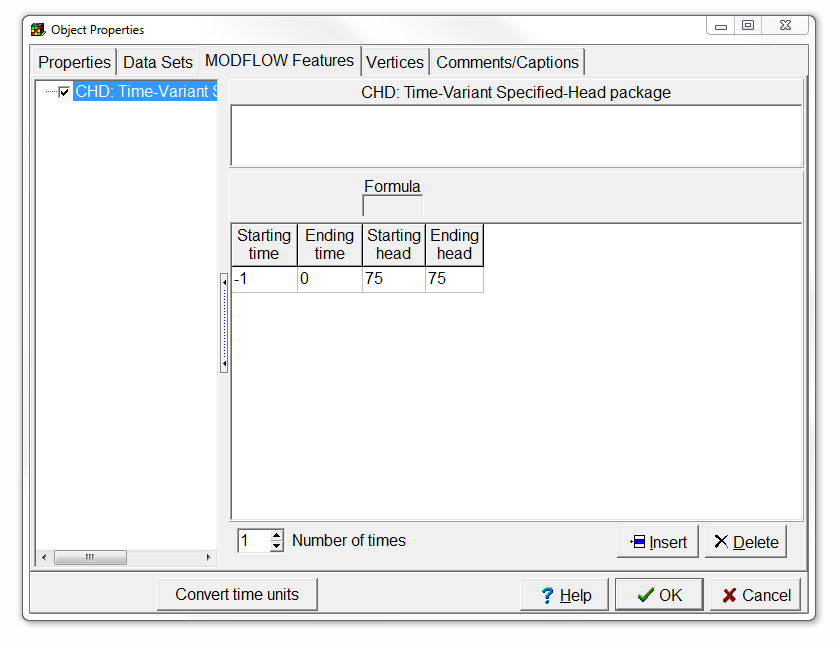 Object Properties
Properties Data Sets MODFLOW Features Vertices Comments/Captions
CHD: Time-Variant
CHD: Time-Variant Specified-Head package
Formula
Starting time Ending time Starting head Ending head
-1 0 75 75
1 Number of times Insert Delete
Convert time units Help OK Cancel